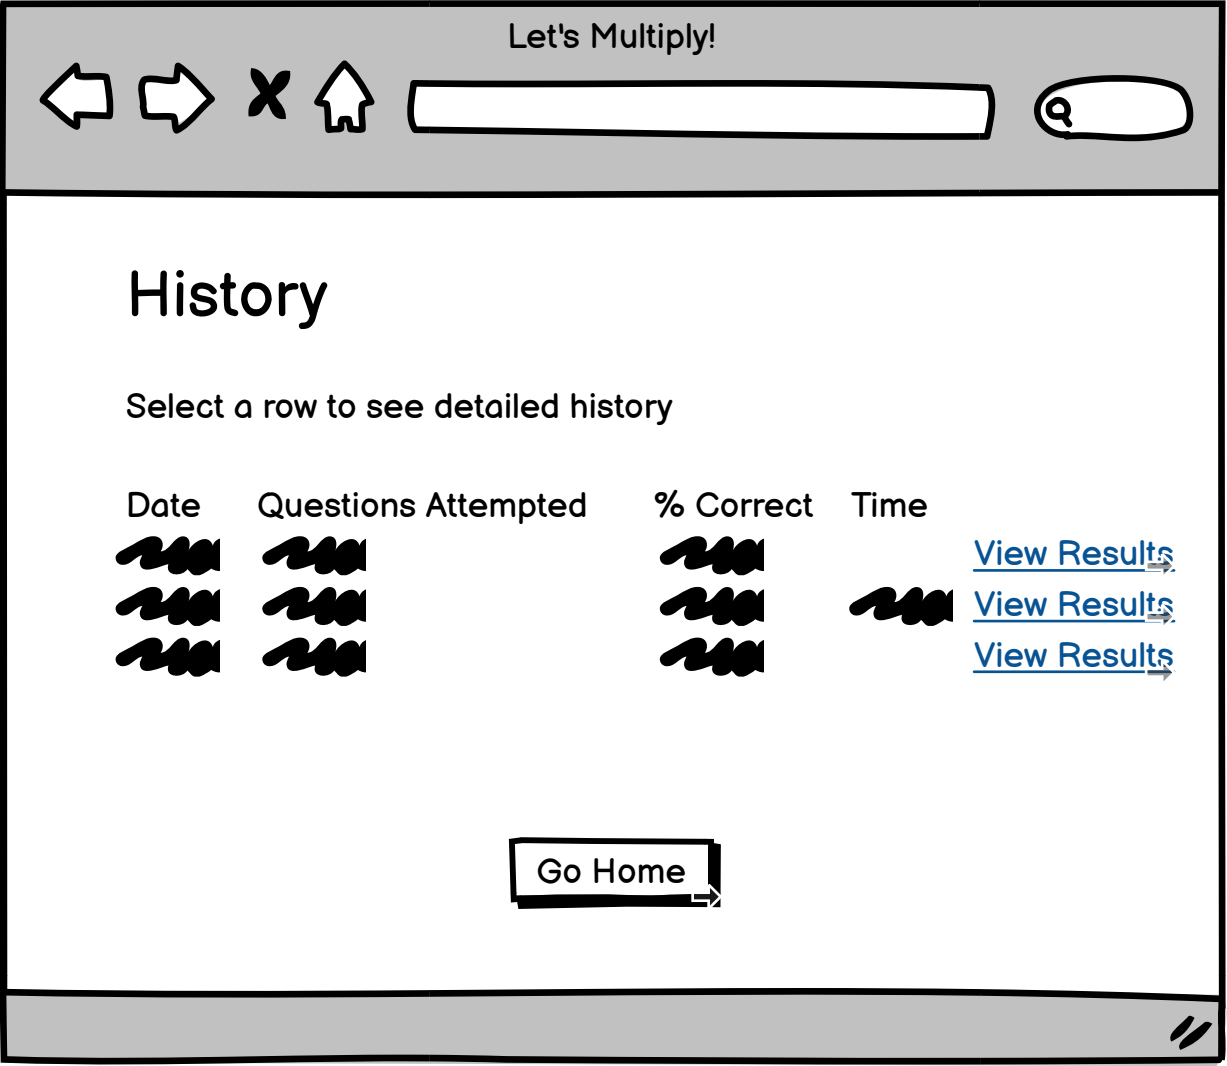 Let's Multiply!
History
Select a row to see detailed history
Date Questions Attempted % Correct Time
View Results
View Results
View Results
Go Home